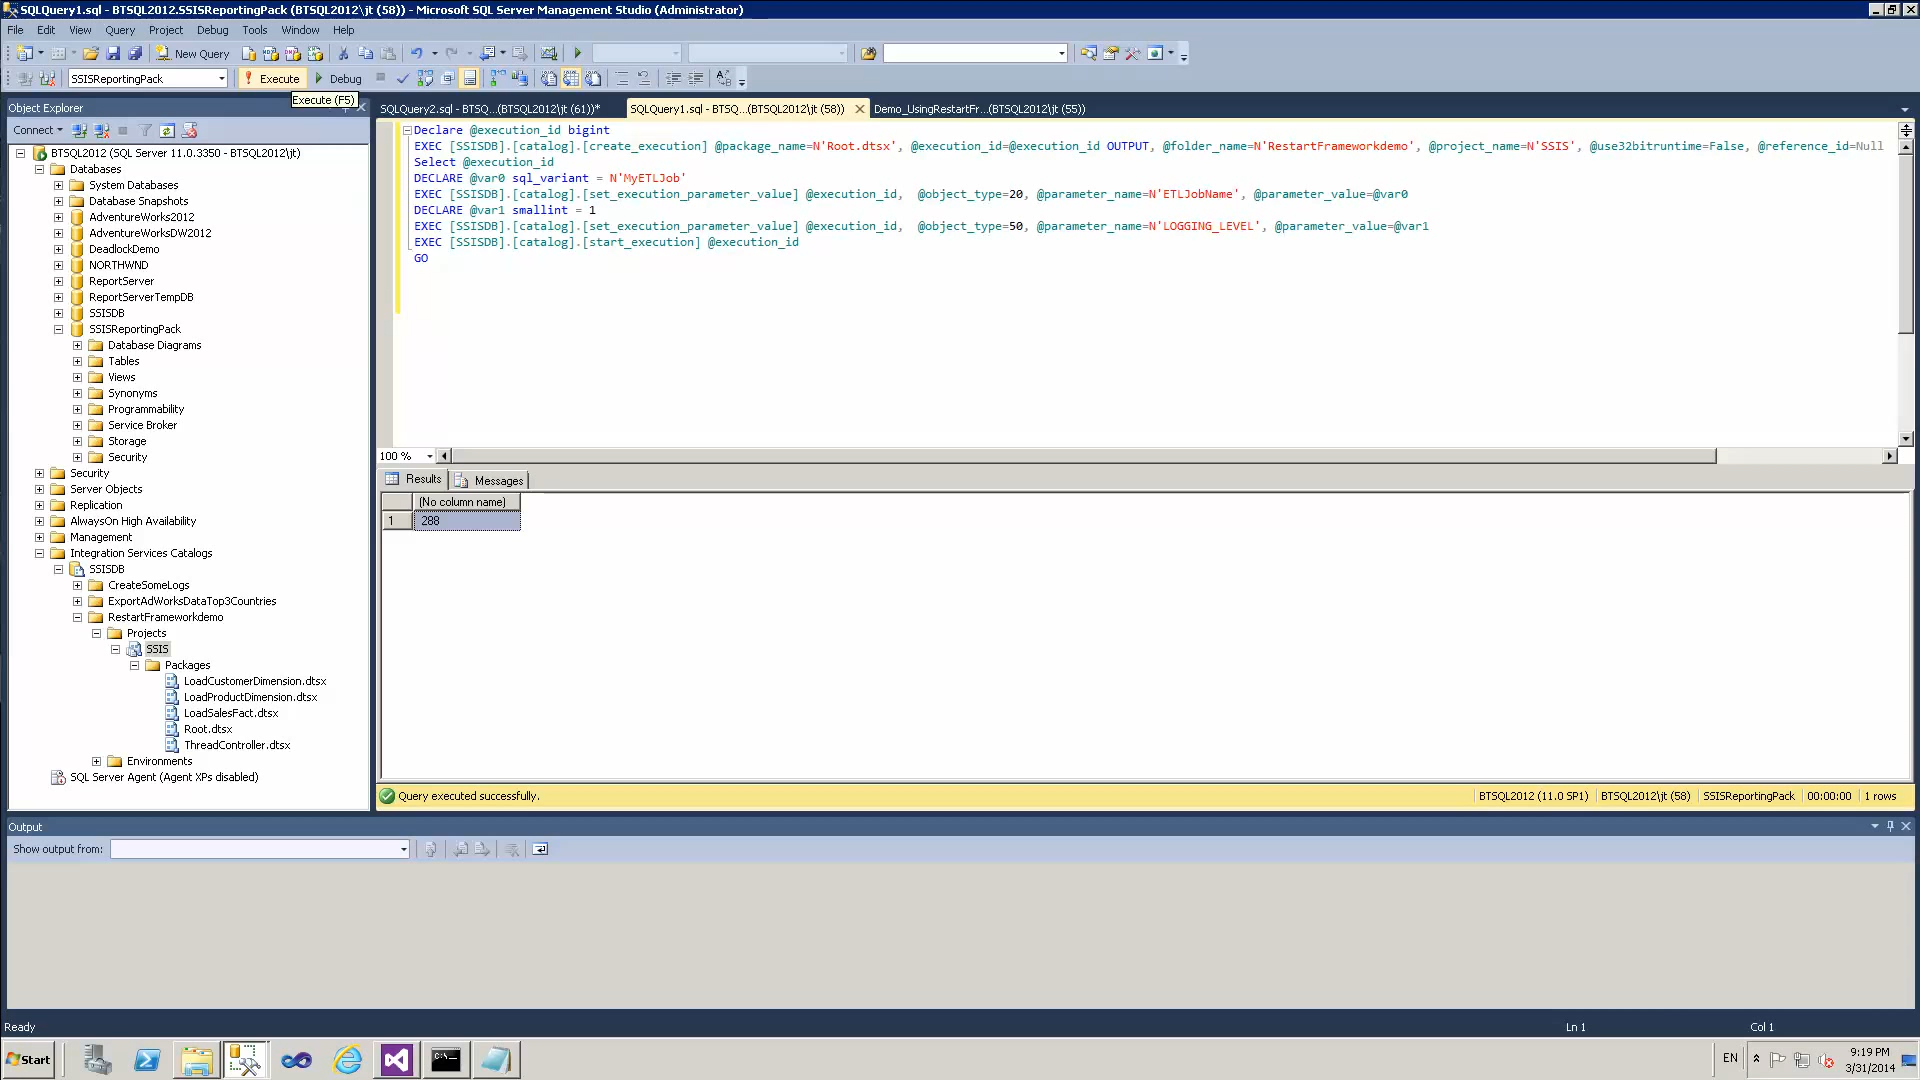 SQLQuery1.sql - BTSQL2012.SSISReportingPack (BTSQL2012\jt (58)) - Microsoft SQL Server Management Studio (Administrator)
File Edit View Query Project Debug Tools Window Help
New Query
SSISReportingPack Execute Debug
Execute (F5)
Object Explorer
Connect
BTSQL2012 (SQL Server 11.0.3350 - BTSQL2012\jt)
Databases
System Databases
Database Snapshots
AdventureWorks2012
AdventureWorksDW2012
DeadlockDemo
NORTHWND
ReportServer
ReportServerTempDB
SSISDB
SSISReportingPack
Database Diagrams
Tables
Views
Synonyms
Programmability
Service Broker
Storage
Security
Security
Server Objects
Replication
AlwaysOn High Availability
Management
Integration Services Catalogs
SSISDB
CreateSomeLogs
ExportAdWorksDataTop3Countries
RestartFrameworkdemo
Projects
SSIS
Packages
LoadCustomerDimension.dtsx
LoadProductDimension.dtsx
LoadSalesFact.dtsx
Root.dtsx
ThreadController.dtsx
Environments
SQL Server Agent (Agent XPs disabled)
SQLQuery2.sql - BTSQ...(BTSQL2012\jt (61))* SQLQuery1.sql - BTSQ...(BTSQL2012\jt (58)) Demo_UsingRestartFr...(BTSQL2012\jt (55))
Declare @execution_id bigint
EXEC [SSISDB].[catalog].[create_execution] @package_name=N'Root.dtsx', @execution_id=@execution_id OUTPUT, @folder_name=N'RestartFrameworkdemo', @project_name=N'SSIS', @use32bitruntime=False, @reference_id=Null
Select @execution_id
DECLARE @var0 sql_variant = N'MyETLJob'
EXEC [SSISDB].[catalog].[set_execution_parameter_value] @execution_id, @object_type=20, @parameter_name=N'ETLJobName', @parameter_value=@var0
DECLARE @var1 smallint = 1
EXEC [SSISDB].[catalog].[set_execution_parameter_value] @execution_id, @object_type=50, @parameter_name=N'LOGGING_LEVEL', @parameter_value=@var1
EXEC [SSISDB].[catalog].[start_execution] @execution_id
GO
100 %
Results Messages
(No column name)
1 288
Query executed successfully. BTSQL2012 (11.0 SP1) BTSQL2012\jt (58) SSISReportingPack 00:00:00 1 rows
Output
Show output from:
Ready Ln 1 Col 1
Start EN 9:19 PM
3/31/2014